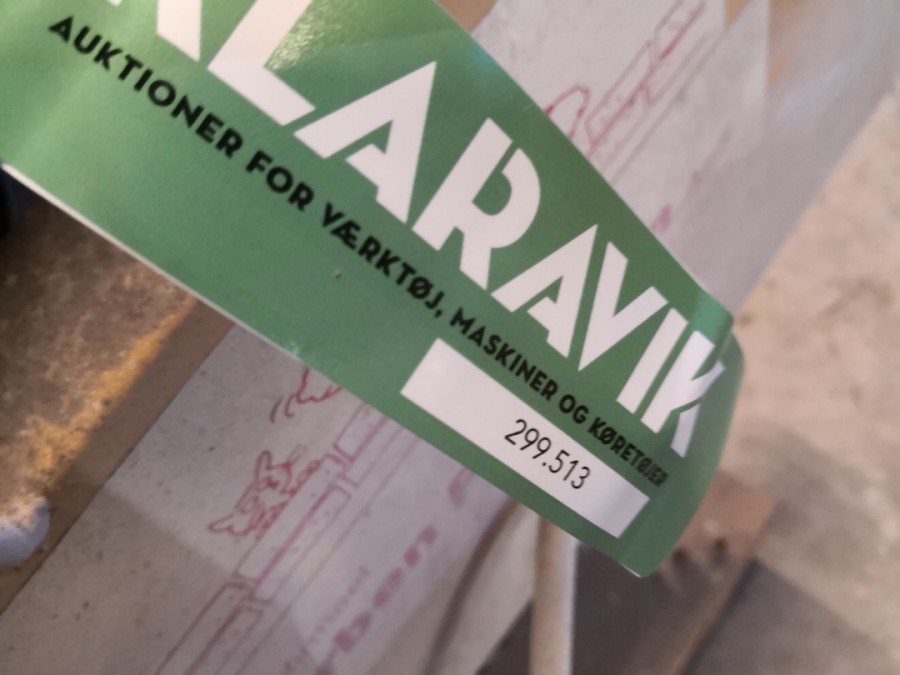 KLARAVIK
AUKTIONER FOR VÆRKTØJ, MASKINER OG KØRETØJER
299.513